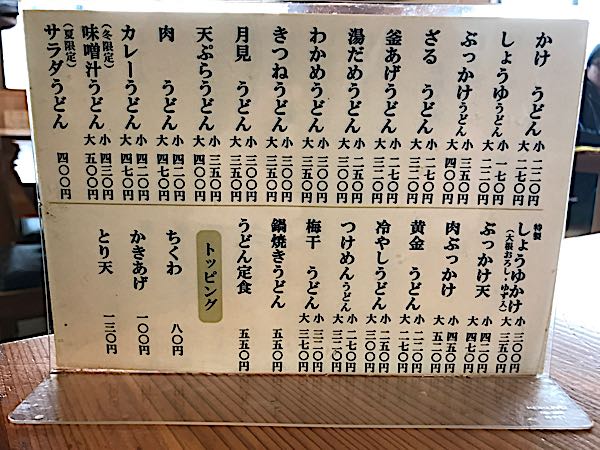 かけ うどん 小 二二〇円 大 二七〇円
しょうゆうどん 小 二七〇円 大 三二〇円
ぶっかけうどん 小 三五〇円 大 四〇〇円
ざる うどん 小 二七〇円 大 三二〇円
釜あげうどん 小 二七〇円 大 三二〇円
湯だめうどん 小 二五〇円 大 三〇〇円
わかめうどん 小 三〇〇円 大 三五〇円
きつねうどん 小 三〇〇円 大 三五〇円
月見 うどん 小 三〇〇円 大 三五〇円
天ぷらうどん 小 三五〇円 大 四〇〇円
肉 うどん 小 四二〇円 大 四七〇円
カレーうどん 小 四二〇円 大 四七〇円
(冬限定)
味噌汁うどん 小 四三〇円 大 五〇〇円
(夏限定)
サラダうどん 四〇〇円
特製
しょうゆかけ 小 三〇〇円 大 三五〇円
(大根おろし・ゆず入)
ぶっかけ天 小 四二〇円 大 四七〇円
肉ぶっかけ 小 四五〇円 大 五二〇円
黄金 うどん 小 二二〇円 大 二七〇円
冷やしうどん 小 二五〇円 大 三〇〇円
つけめんうどん 小 二七〇円 大 三二〇円
梅干 うどん 小 三二〇円 大 三七〇円
鍋焼きうどん 五五〇円
うどん定食 五五〇円
トッピング
ちくわ 八〇円
かきあげ 一〇〇円
とり天 一三〇円